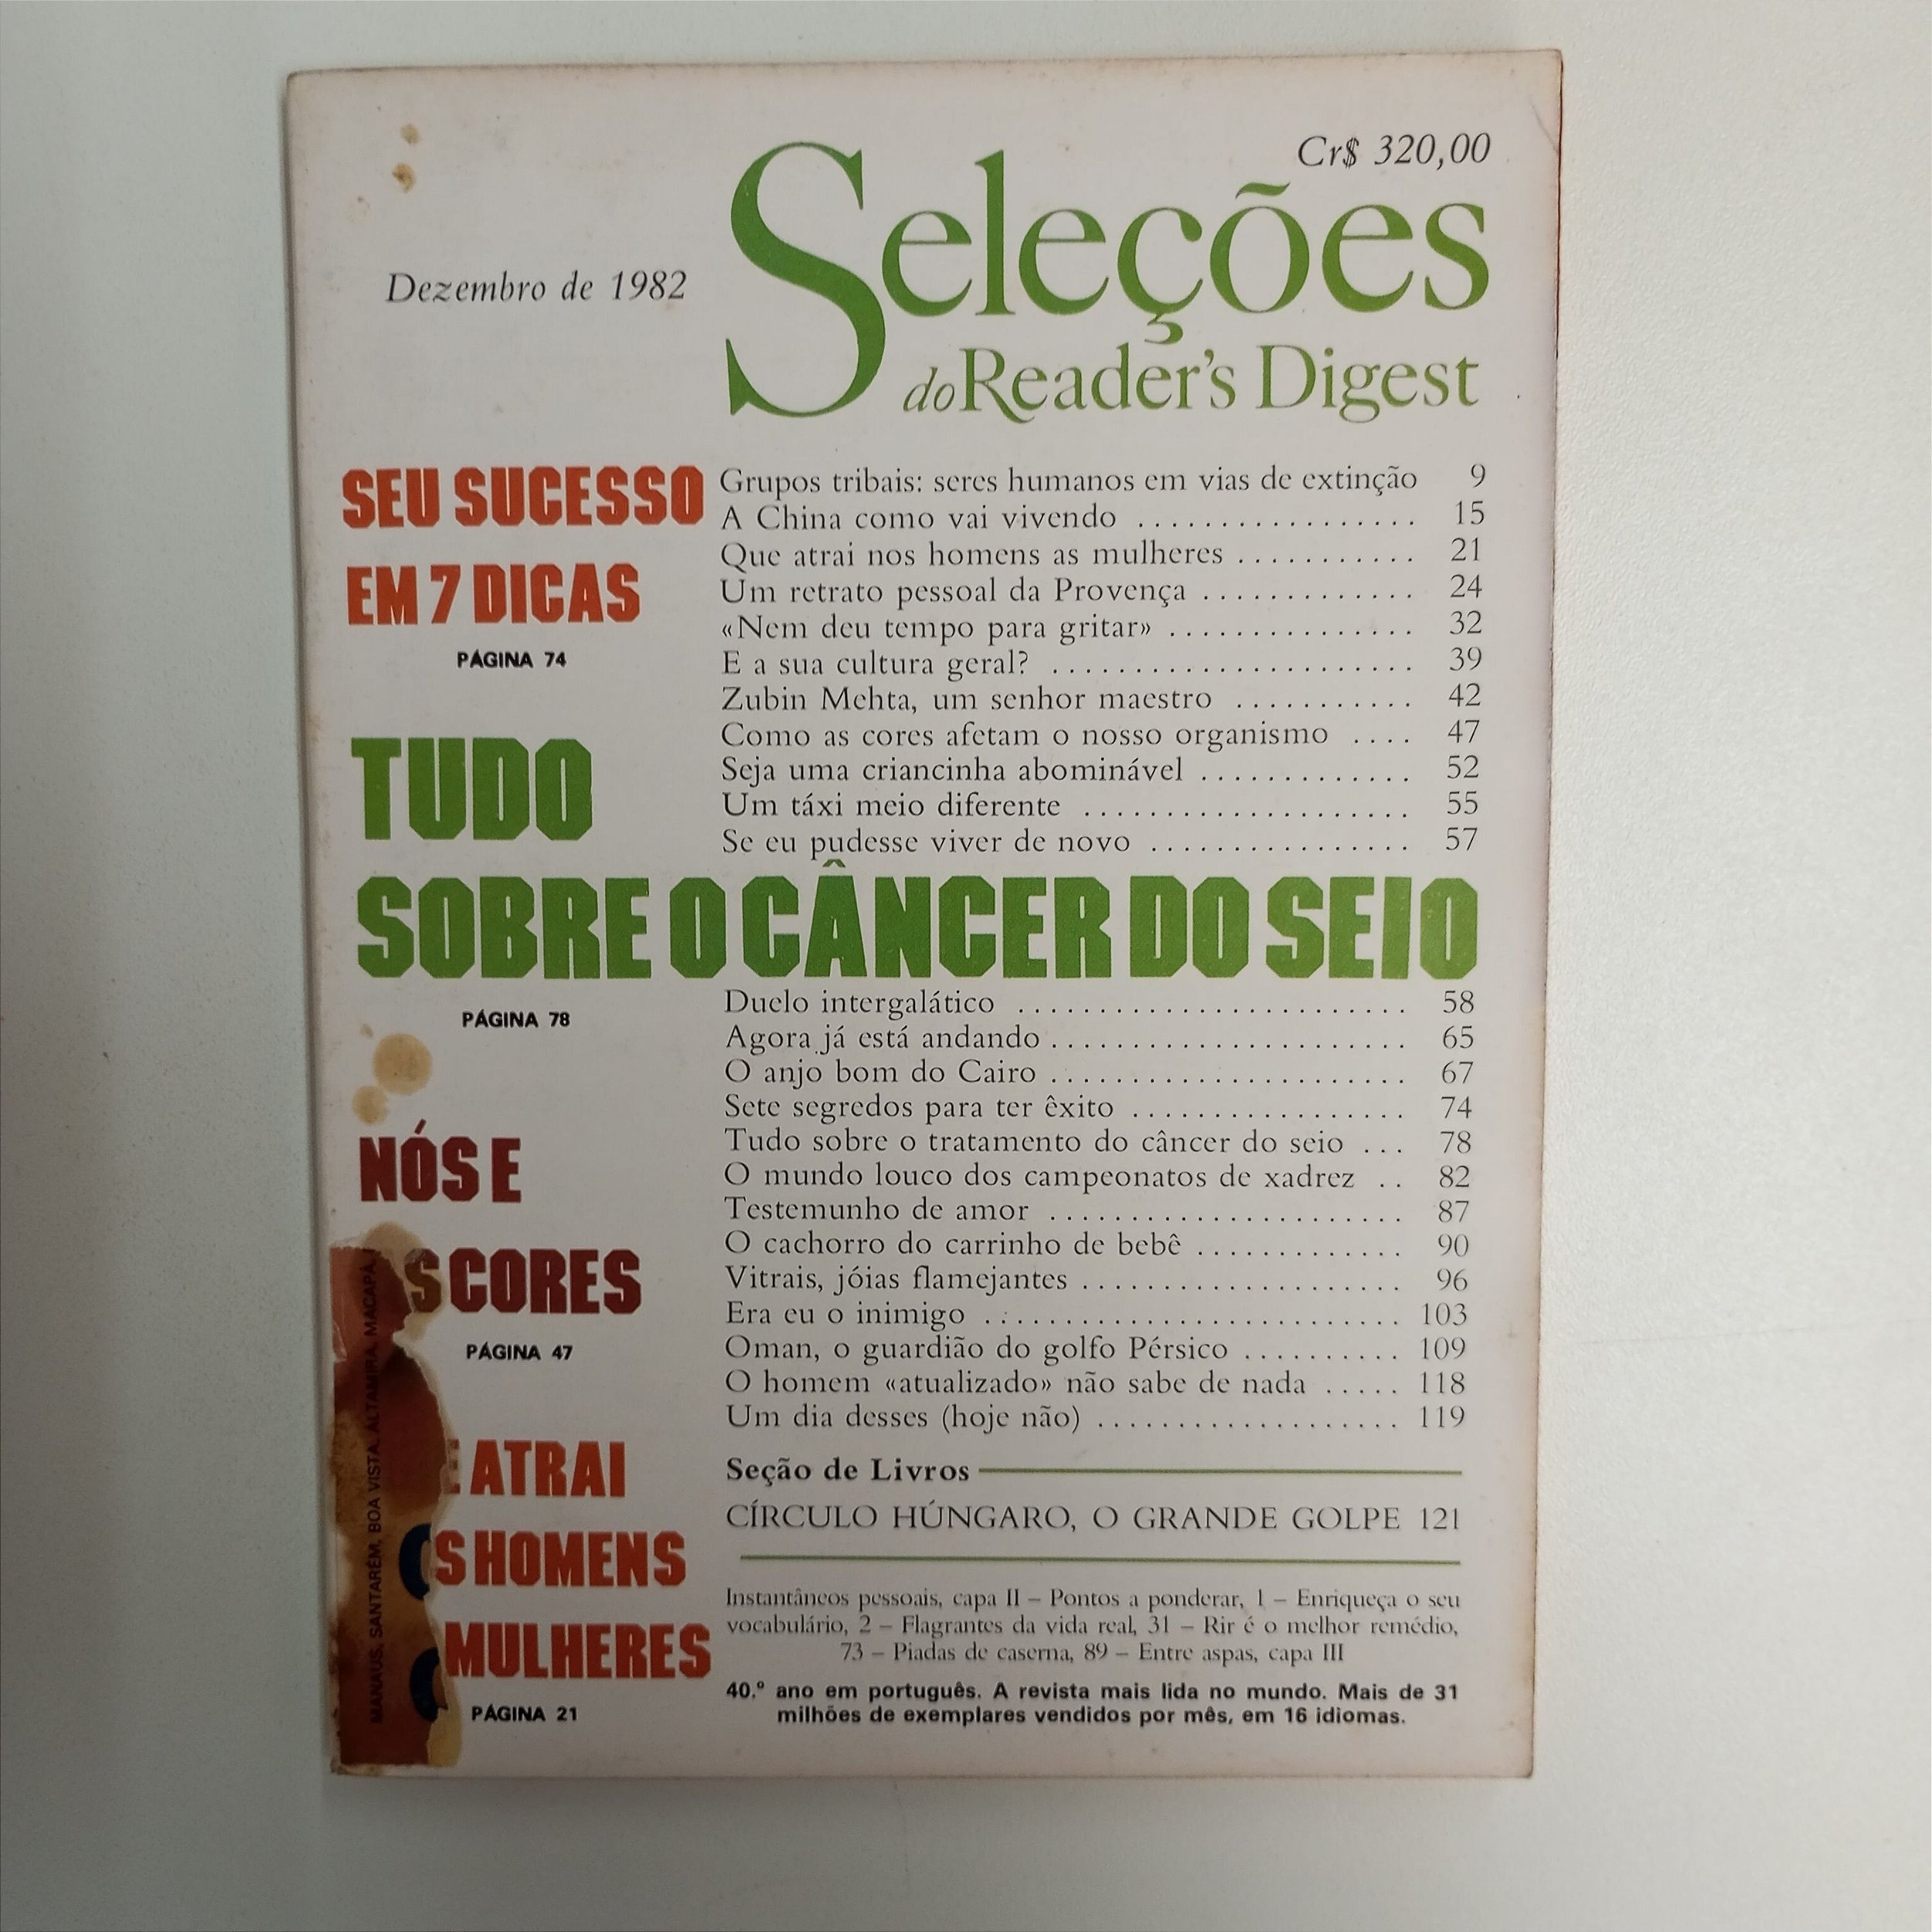 Cr$ 320,00
Dezembro de 1982
Seleções
do Reader's Digest
SEU SUCESSO
EM 7 DICAS
PÁGINA 74
Grupos tribais: seres humanos em vias de extinção 9
A China como vai vivendo ................. 15
Que atrai nos homens as mulheres ........... 21
Um retrato pessoal da Provença ............. 24
«Nem deu tempo para gritar» ............... 32
E a sua cultura geral? ...................... 39
Zubin Mehta, um senhor maestro ........... 42
Como as cores afetam o nosso organismo .... 47
Seja uma criancinha abominável ............. 52
Um táxi meio diferente .................... 55
Se eu pudesse viver de novo ................ 57
TUDO
SOBRE O CÂNCER DO SEIO
PÁGINA 78
Duelo intergalático ........................ 58
Agora já está andando ...................... 65
O anjo bom do Cairo ...................... 67
Sete segredos para ter êxito ................. 74
Tudo sobre o tratamento do câncer do seio ... 78
O mundo louco dos campeonatos de xadrez .. 82
Testemunho de amor ...................... 87
O cachorro do carrinho de bebê ............. 90
Vitrais, jóias flamejantes .................... 96
Era eu o inimigo .......................... 103
Oman, o guardião do golfo Pérsico .......... 109
O homem «atualizado» não sabe de nada ..... 118
Um dia desses (hoje não) ................... 119
NÓS E
S CORES
PÁGINA 47
E ATRAI
S HOMENS
MULHERES
PÁGINA 21
MANAUS, SANTARÉM, BOA VISTA, ALTAMIRA, MACAPÁ,
Seção de Livros
CÍRCULO HÚNGARO, O GRANDE GOLPE 121
Instantâneos pessoais, capa II – Pontos a ponderar, 1 – Enriqueça o seu
vocabulário, 2 – Flagrantes da vida real, 31 – Rir é o melhor remédio,
73 – Piadas de caserna, 89 – Entre aspas, capa III
40.º ano em português. A revista mais lida no mundo. Mais de 31
milhões de exemplares vendidos por mês, em 16 idiomas.